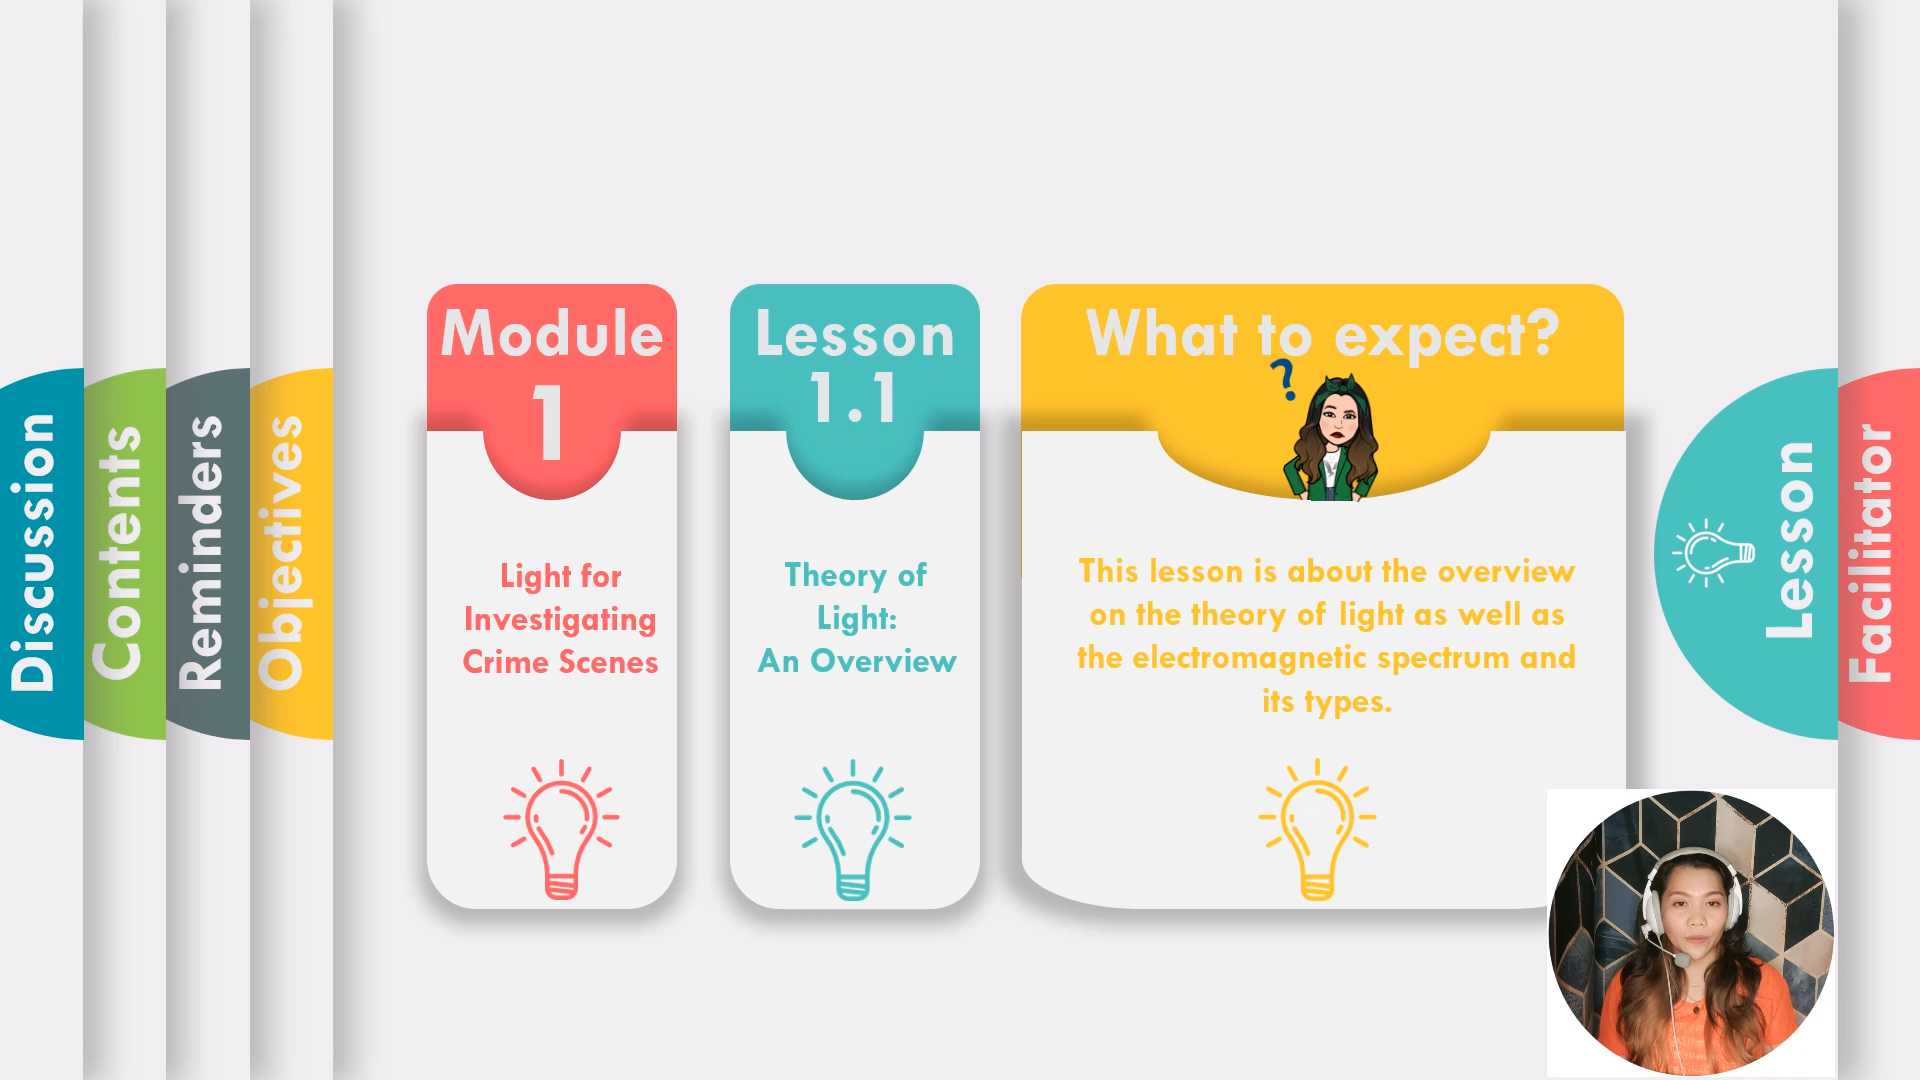 Discussion
Contents
Reminders
Objectives
Module
1
Light for
Investigating
Crime Scenes
Lesson
1.1
Theory of
Light:
An Overview
What to expect?
?
This lesson is about the overview
on the theory of light as well as
the electromagnetic spectrum and
its types.
Lesson
Facilitator